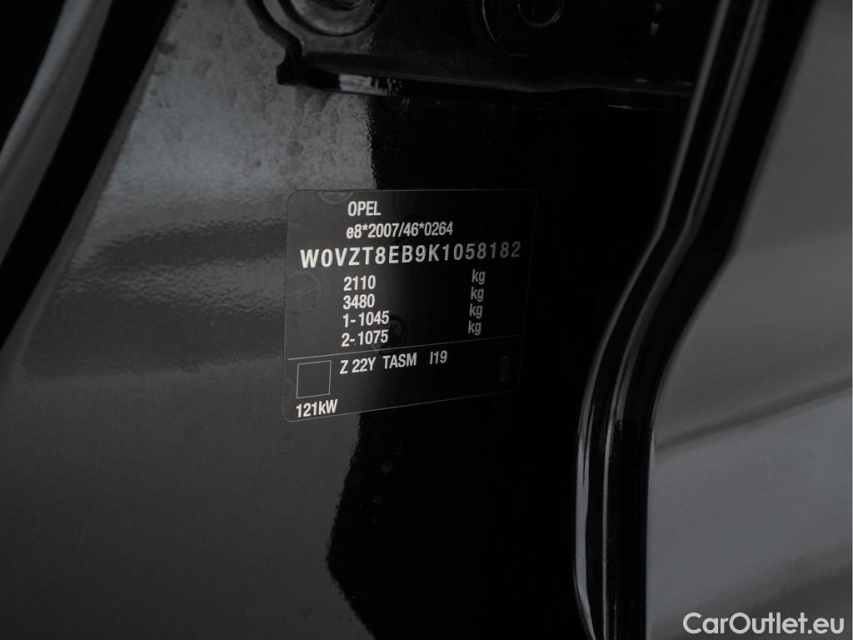 OPEL
e8*2007/46*0264
W0VZT8EB9K1058182
2110 kg
3480 kg
1-1045 kg
2-1075 kg
Z 22Y TASM I19
121kW
CarOutlet.eu